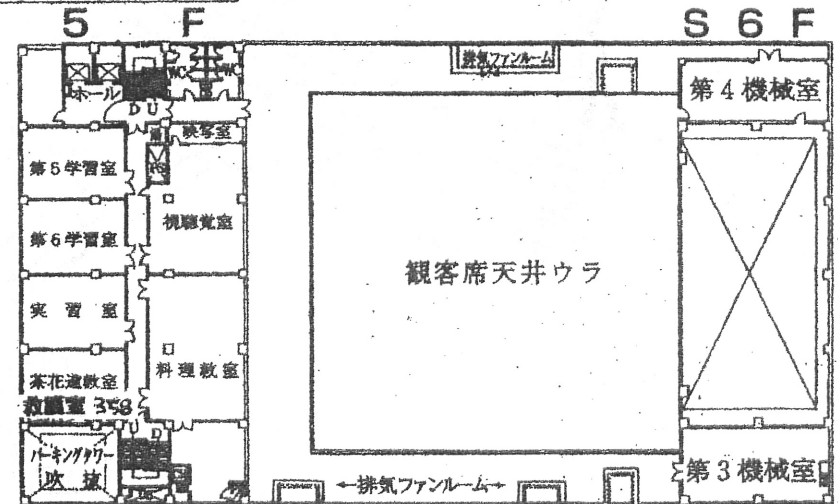 5 F
S 6 F
排気ファンルーム
第4機械室
WC
WC
ホール
D U
映写室
PS
第5学習室
視聴覚室
第6学習室
観客席天井ウラ
実習室
料理教室
茶花道教室
358
U D
パーキングタワー
吹抜
←排気ファンルーム→
第3機械室